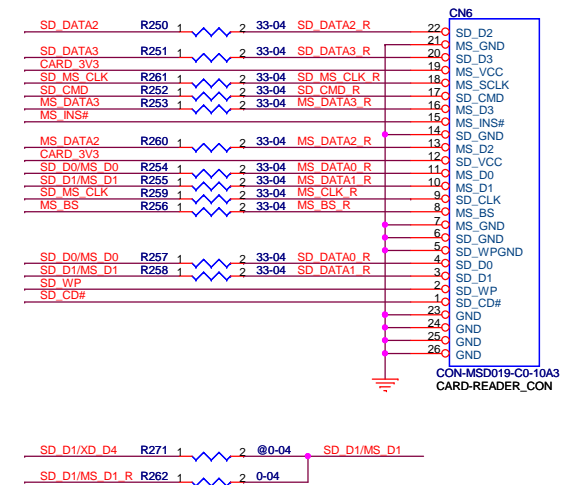 CN6
SD_DATA2 R250 1 2 33-04 SD_DATA2_R 22 SD_D2
21 MS_GND
SD_DATA3 R251 1 2 33-04 SD_DATA3_R 20 SD_D3
CARD_3V3 19 MS_VCC
SD_MS_CLK R261 1 2 33-04 SD_MS_CLK_R 18 MS_SCLK
SD_CMD R252 1 2 33-04 SD_CMD_R 17 SD_CMD
MS_DATA3 R253 1 2 33-04 MS_DATA3_R 16 MS_D3
MS_INS# 15 MS_INS#
14 SD_GND
MS_DATA2 R260 1 2 33-04 MS_DATA2_R 13 MS_D2
CARD_3V3 12 SD_VCC
SD_D0/MS_D0 R254 1 2 33-04 MS_DATA0_R 11 MS_D0
SD_D1/MS_D1 R255 1 2 33-04 MS_DATA1_R 10 MS_D1
SD_MS_CLK R259 1 2 33-04 MS_CLK_R 9 SD_CLK
MS_BS R256 1 2 33-04 MS_BS_R 8 MS_BS
7 MS_GND
6 SD_GND
5 SD_WPGND
SD_D0/MS_D0 R257 1 2 33-04 SD_DATA0_R 4 SD_D0
SD_D1/MS_D1 R258 1 2 33-04 SD_DATA1_R 3 SD_D1
SD_WP 2 SD_WP
SD_CD# 1 SD_CD#
23 GND
24 GND
25 GND
26 GND
CON-MSD019-C0-10A3
CARD-READER_CON
SD_D1/XD_D4 R271 1 2 @0-04 SD_D1/MS_D1
SD_D1/MS_D1_R R262 1 2 0-04